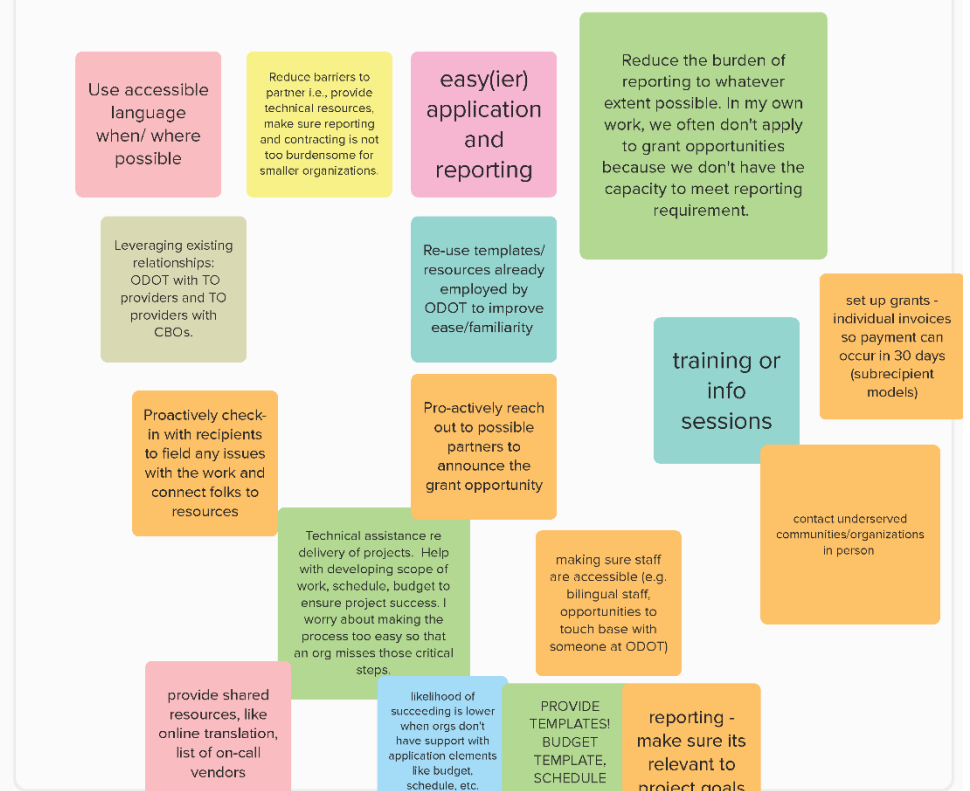 Use accessible
language
when/ where
possible
Reduce barriers to
partner i.e., provide
technical resources,
make sure reporting
and contracting is not
too burdensome for
smaller organizations.
easy(ier)
application
and
reporting
Reduce the burden of
reporting to whatever
extent possible. In my own
work, we often don't apply
to grant opportunities
because we don't have the
capacity to meet reporting
requirement.
Leveraging existing
relationships:
ODOT with TO
providers and TO
providers with
CBOs.
Re-use templates/
resources already
employed by
ODOT to improve
ease/familiarity
set up grants -
individual invoices
so payment can
occur in 30 days
(subrecipient
models)
training or
info
sessions
Proactively check-
in with recipients
to field any issues
with the work and
connect folks to
resources
Pro-actively reach
out to possible
partners to
announce the
grant opportunity
contact underserved
communities/organizations
in person
Technical assistance re
delivery of projects. Help
with developing scope of
work, schedule, budget to
ensure project success. I
worry about making the
process too easy so that
an org misses those critical
steps.
making sure staff
are accessible (e.g.
bilingual staff,
opportunities to
touch base with
someone at ODOT)
provide shared
resources, like
online translation,
list of on-call
vendors
likelihood of
succeeding is lower
when orgs don't
have support with
application elements
like budget,
schedule, etc.
PROVIDE
TEMPLATES!
BUDGET
TEMPLATE,
SCHEDULE
reporting -
make sure its
relevant to
project goals